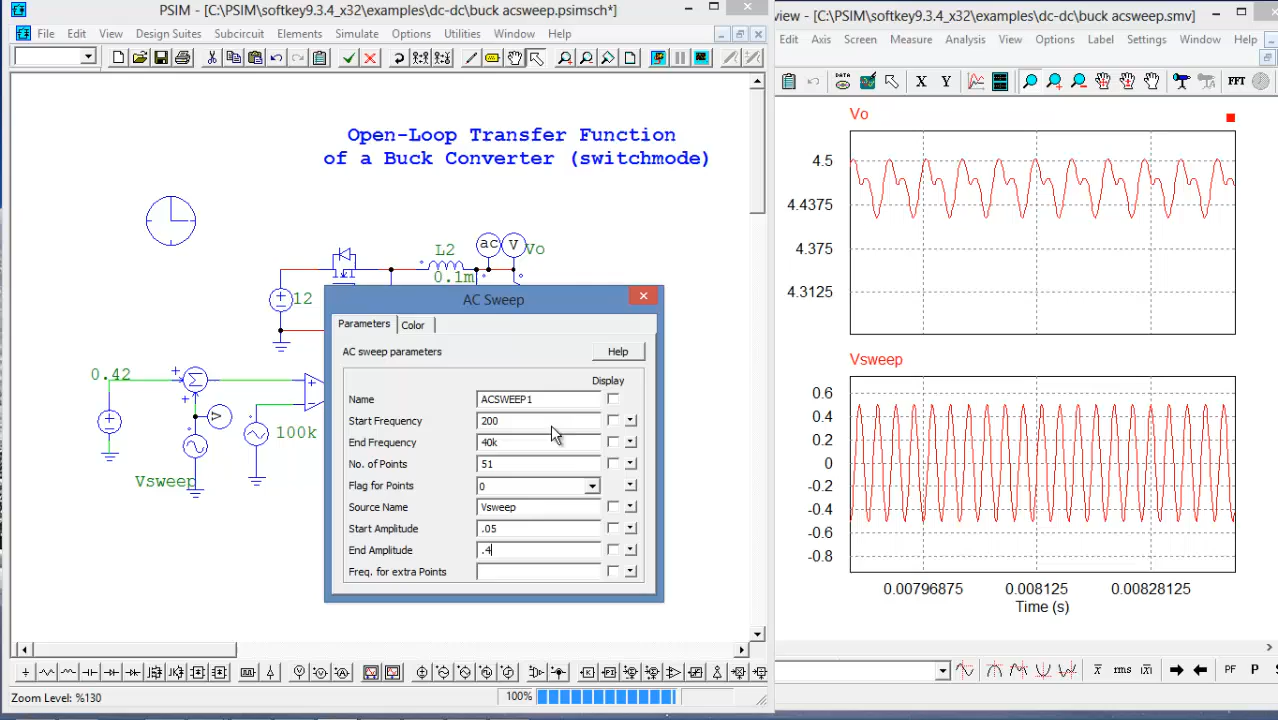 PSIM - [C:\PSIM\softkey9.3.4_x32\examples\dc-dc\buck acsweep.psimsch*]
File Edit View Design Suites Subcircuit Elements Simulate Options Utilities Window Help
Open-Loop Transfer Function
of a Buck Converter (switchmode)
L2
ac
V
Vo
0.1m
12
0.42
V
100k
Vsweep
AC Sweep
Parameters
Color
AC sweep parameters
Help
Display
Name ACSWEEP1
Start Frequency 200
End Frequency 40k
No. of Points 51
Flag for Points 0
Source Name Vsweep
Start Amplitude .05
End Amplitude .4
Freq. for extra Points
Zoom Level: %130
100%
view - [C:\PSIM\softkey9.3.4_x32\examples\dc-dc\buck acsweep.smv]
Edit Axis Screen Measure Analysis View Options Label Settings Window Help
DATA X Y FFT
Vo
4.5
4.4375
4.375
4.3125
Vsweep
0.6
0.4
0.2
0
-0.2
-0.4
-0.6
-0.8
0.00796875 0.008125 0.00828125
Time (s)
x rms |x| PF P